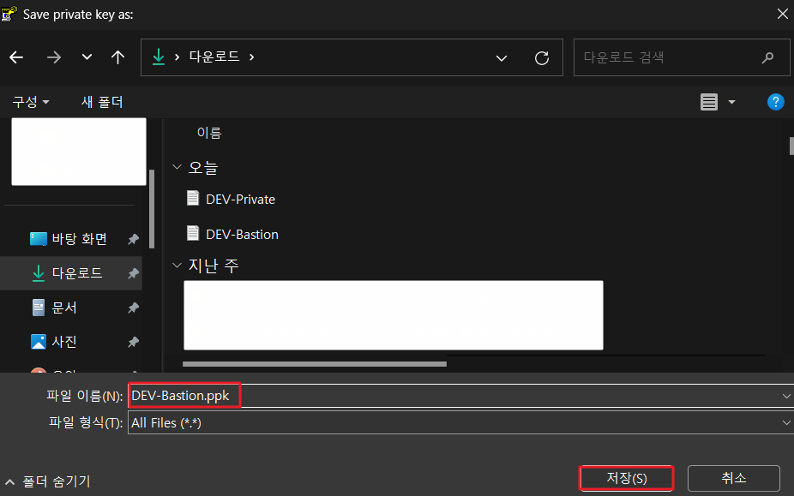 Save private key as:
다운로드
다운로드 검색
구성
새 폴더
이름
오늘
DEV-Private
DEV-Bastion
지난 주
바탕 화면
다운로드
문서
사진
파일 이름(N):
DEV-Bastion.ppk
파일 형식(T):
All Files (*.*)
폴더 숨기기
저장(S)
취소